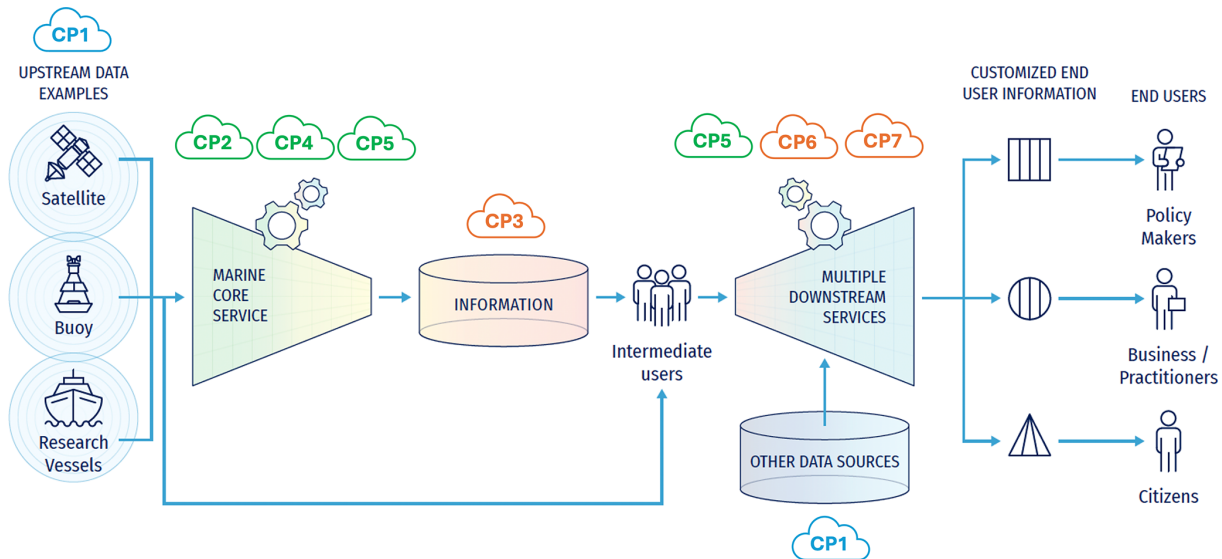 CP1
UPSTREAM DATA
EXAMPLES
Satellite
Buoy
Research
Vessels
CP2
CP4
CP5
MARINE
CORE
SERVICE
CP3
INFORMATION
Intermediate
users
CP5
CP6
CP7
MULTIPLE
DOWNSTREAM
SERVICES
OTHER DATA SOURCES
CP1
CUSTOMIZED END
USER INFORMATION
END USERS
Policy
Makers
Business /
Practitioners
Citizens